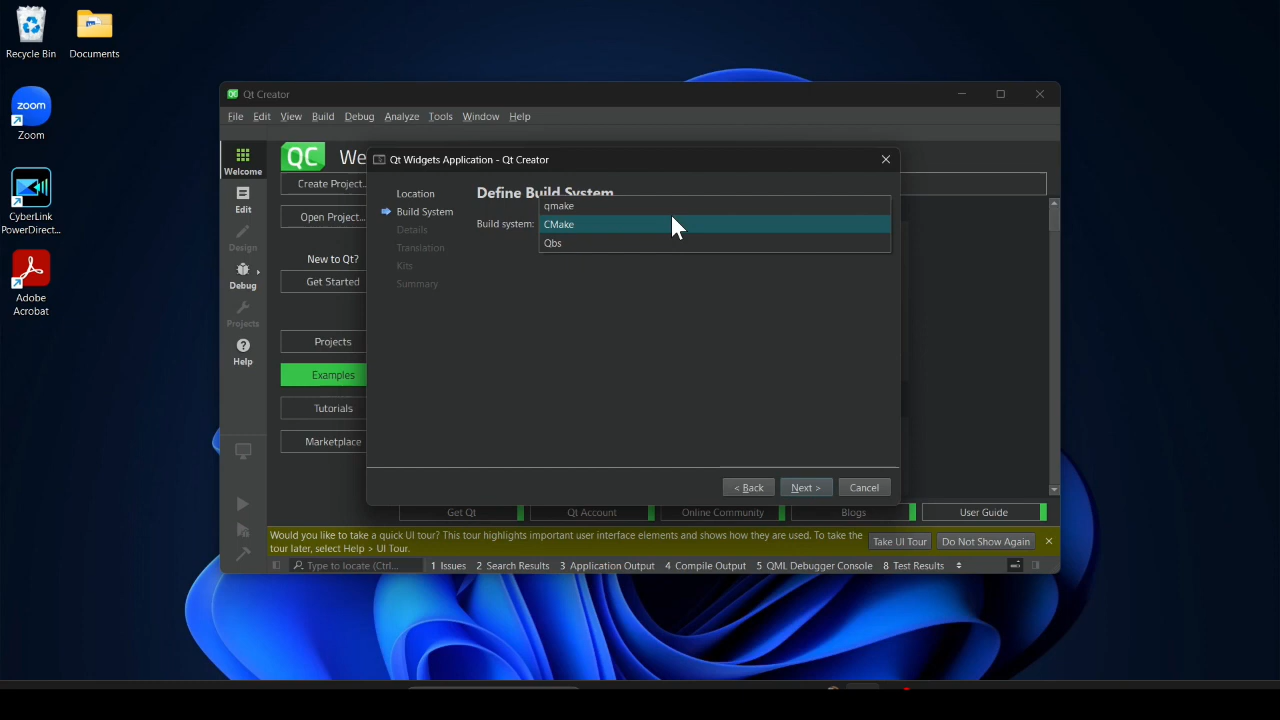 Recycle Bin
Documents
Zoom
zoom
CyberLink
PowerDirect...
Adobe
Acrobat
QC Qt Creator
File Edit View Build Debug Analyze Tools Window Help
Welcome
Edit
Design
Debug
Projects
Help
QC We
Create Project...
Open Project...
New to Qt?
Get Started
Projects
Examples
Tutorials
Marketplace
Qt Widgets Application - Qt Creator
Location
Build System
Details
Translation
Kits
Summary
Define Build System
Build system:
qmake
CMake
Qbs
< Back Next > Cancel
Get Qt Qt Account Online Community Blogs User Guide
Would you like to take a quick UI tour? This tour highlights important user interface elements and shows how they are used. To take the
tour later, select Help > UI Tour.
Take UI Tour Do Not Show Again
Type to locate (Ctrl... 1 Issues 2 Search Results 3 Application Output 4 Compile Output 5 QML Debugger Console 8 Test Results